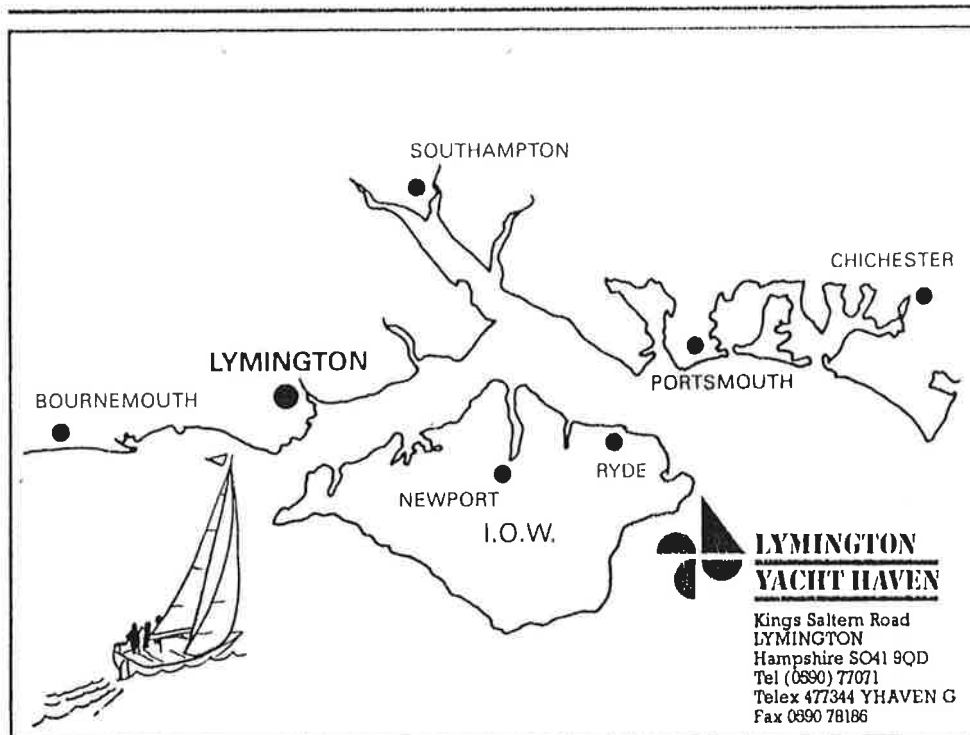 SOUTHAMPTON
CHICHESTER
LYMINGTON
PORTSMOUTH
BOURNEMOUTH
RYDE
NEWPORT
I.O.W.
LYMINGTON
YACHT HAVEN
Kings Saltern Road
LYMINGTON
Hampshire SO41 9QD
Tel (0590) 77071
Telex 477344 YHAVEN G
Fax 0590 78186